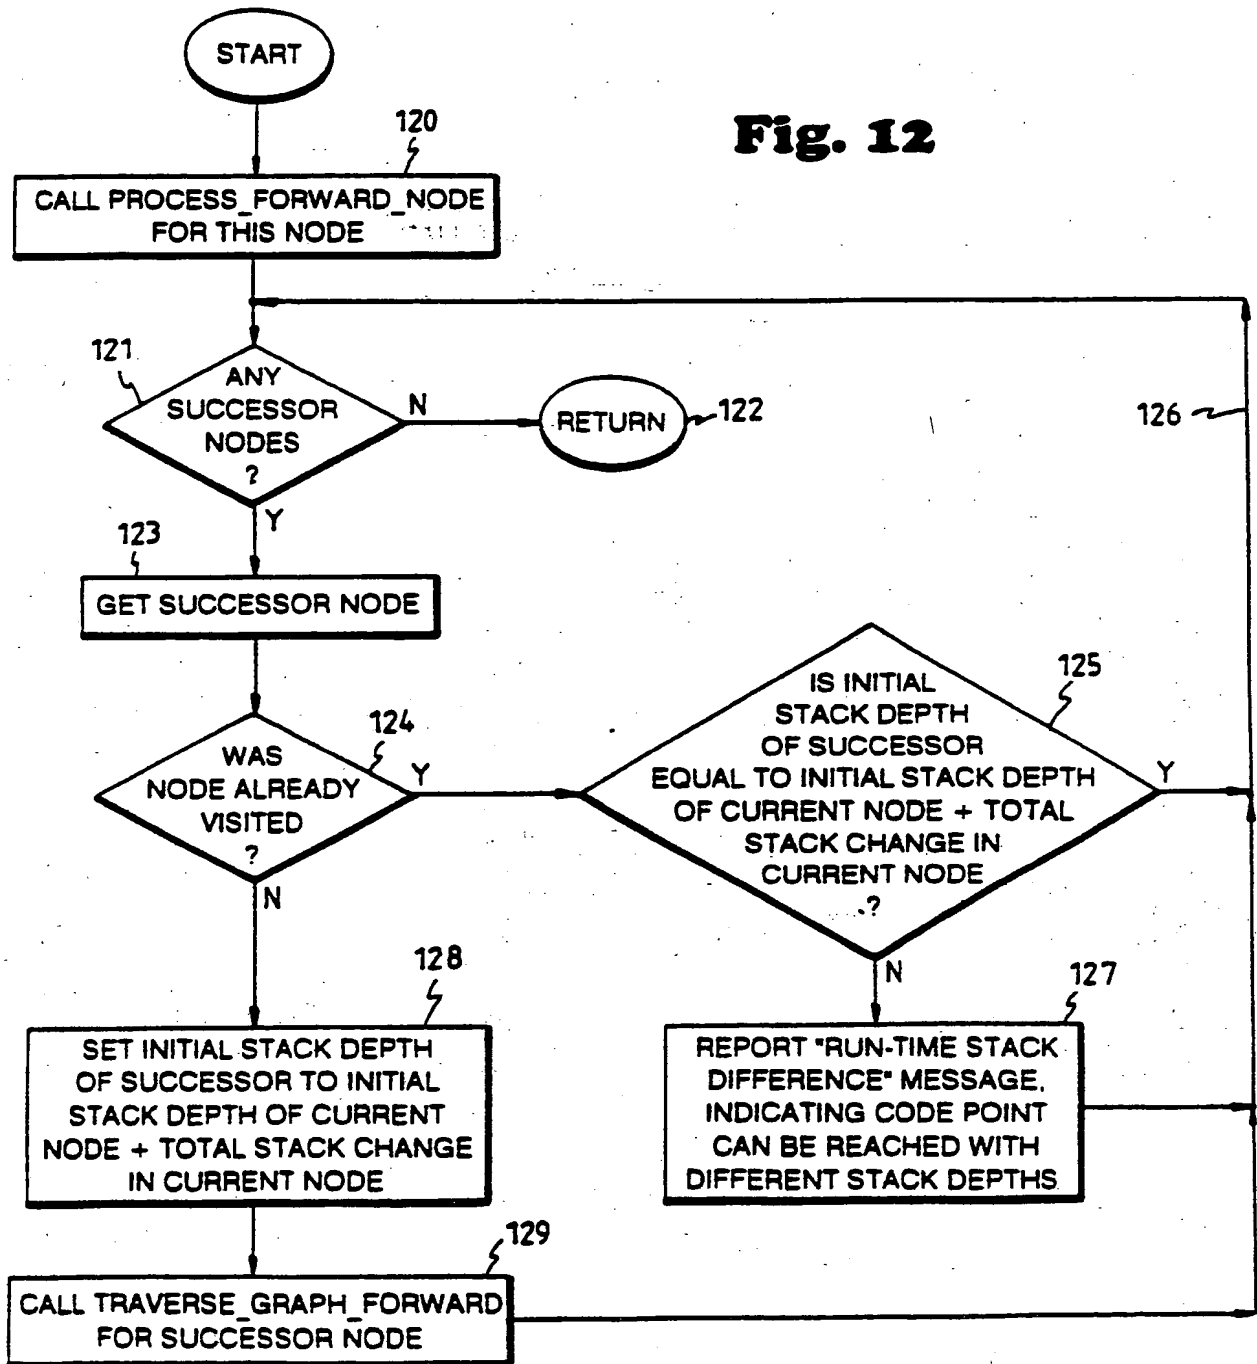 START
Fig. 12
120
CALL PROCESS_FORWARD_NODE
FOR THIS NODE
121
ANY
SUCCESSOR
NODES
?
N
RETURN
122
126
Y
123
GET SUCCESSOR NODE
124
WAS
NODE ALREADY
VISITED
?
Y
125
IS INITIAL
STACK DEPTH
OF SUCCESSOR
EQUAL TO INITIAL STACK DEPTH
OF CURRENT NODE + TOTAL
STACK CHANGE IN
CURRENT NODE
?
Y
N
N
128
SET INITIAL STACK DEPTH
OF SUCCESSOR TO INITIAL
STACK DEPTH OF CURRENT
NODE + TOTAL STACK CHANGE
IN CURRENT NODE
127
REPORT "RUN-TIME STACK
DIFFERENCE" MESSAGE,
INDICATING CODE POINT
CAN BE REACHED WITH
DIFFERENT STACK DEPTHS
129
CALL TRAVERSE_GRAPH_FORWARD
FOR SUCCESSOR NODE